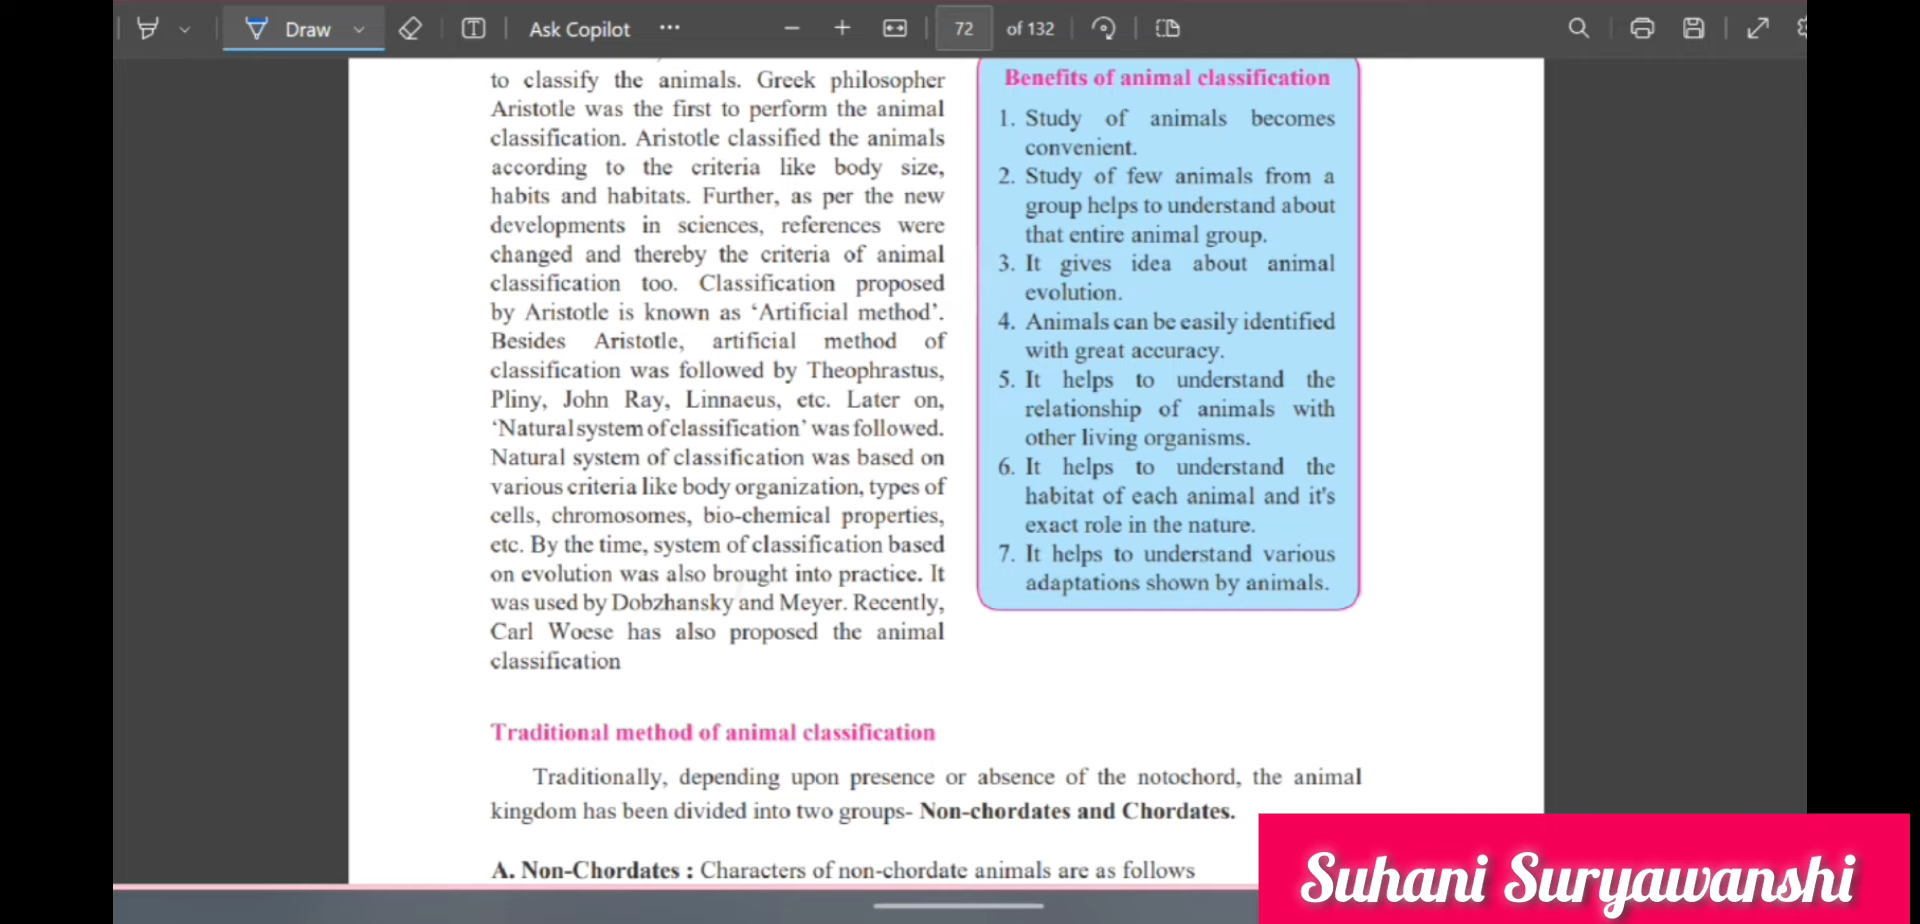 Draw
Ask Copilot
72 of 132
to classify the animals. Greek philosopher
Aristotle was the first to perform the animal
classification. Aristotle classified the animals
according to the criteria like body size,
habits and habitats. Further, as per the new
developments in sciences, references were
changed and thereby the criteria of animal
classification too. Classification proposed
by Aristotle is known as ‘Artificial method’.
Besides Aristotle, artificial method of
classification was followed by Theophrastus,
Pliny, John Ray, Linnaeus, etc. Later on,
‘Natural system of classification’ was followed.
Natural system of classification was based on
various criteria like body organization, types of
cells, chromosomes, bio-chemical properties,
etc. By the time, system of classification based
on evolution was also brought into practice. It
was used by Dobzhansky and Meyer. Recently,
Carl Woese has also proposed the animal
classification
Benefits of animal classification
1. Study of animals becomes
convenient.
2. Study of few animals from a
group helps to understand about
that entire animal group.
3. It gives idea about animal
evolution.
4. Animals can be easily identified
with great accuracy.
5. It helps to understand the
relationship of animals with
other living organisms.
6. It helps to understand the
habitat of each animal and it's
exact role in the nature.
7. It helps to understand various
adaptations shown by animals.
Traditional method of animal classification
Traditionally, depending upon presence or absence of the notochord, the animal
kingdom has been divided into two groups- Non-chordates and Chordates.
A. Non-Chordates : Characters of non-chordate animals are as follows
Suhani Suryawanshi